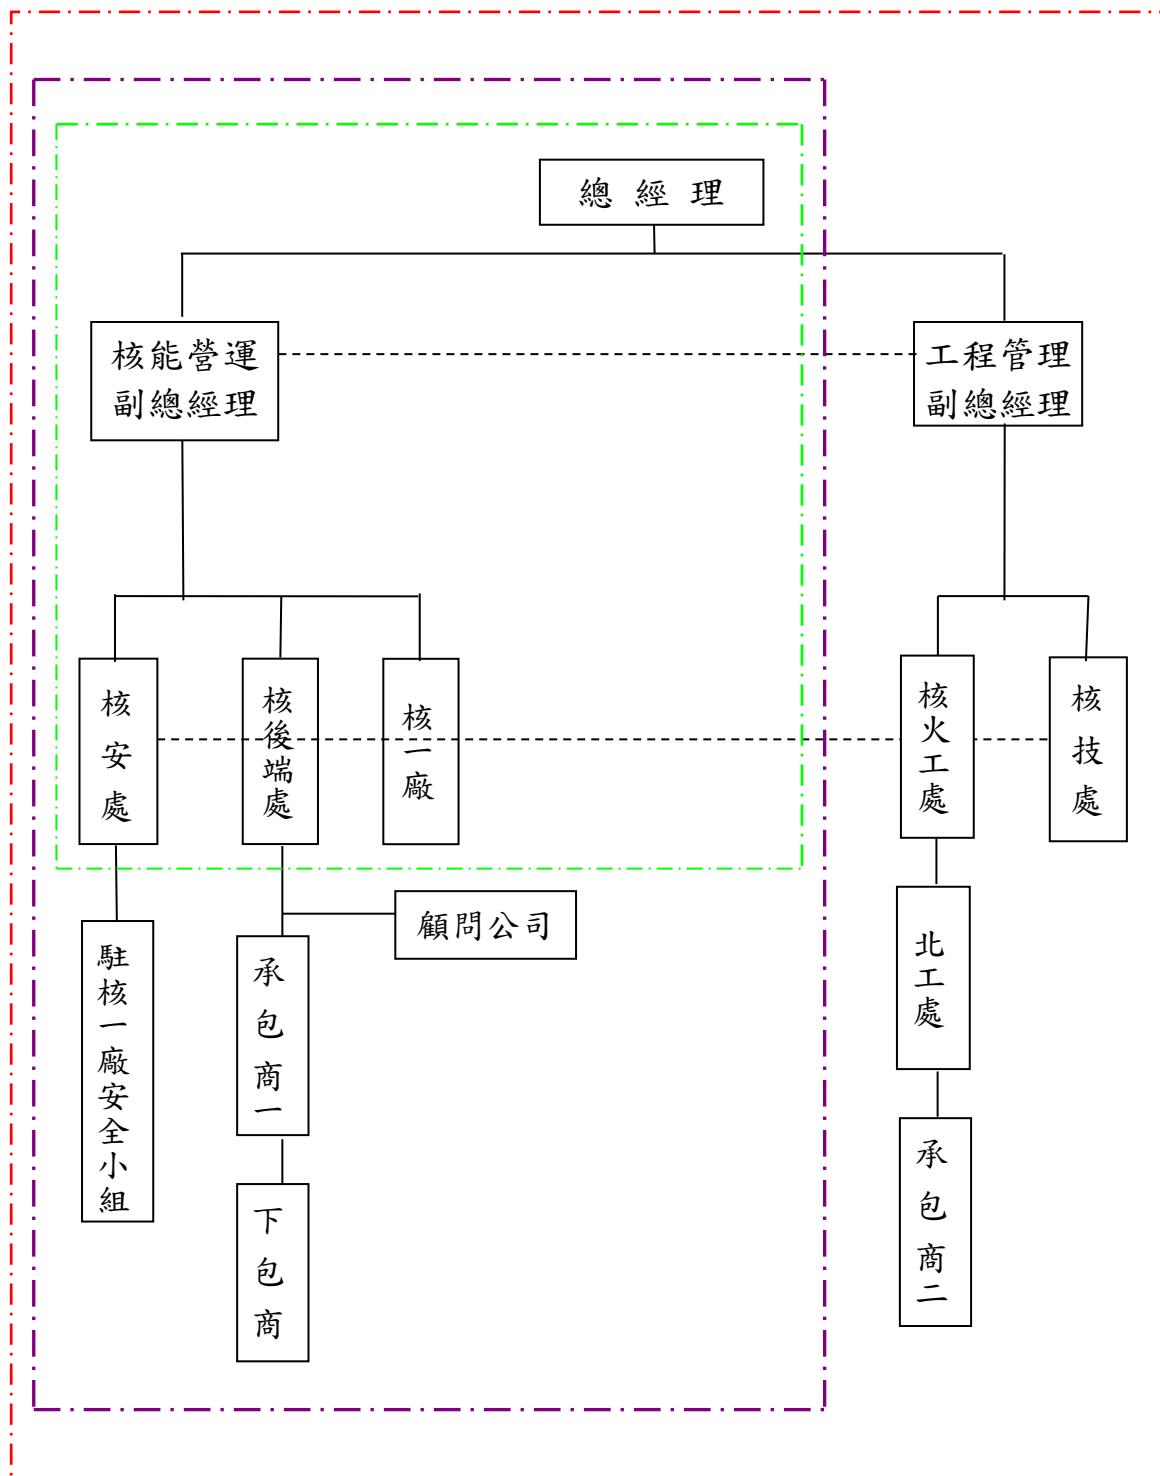 總經理
核能營運
副總經理
工程管理
副總經理
核安處
核後端處
核一廠
核火工處
核技處
顧問公司
駐核一廠安全小組
承包商一
北工處
下包商
承包商二